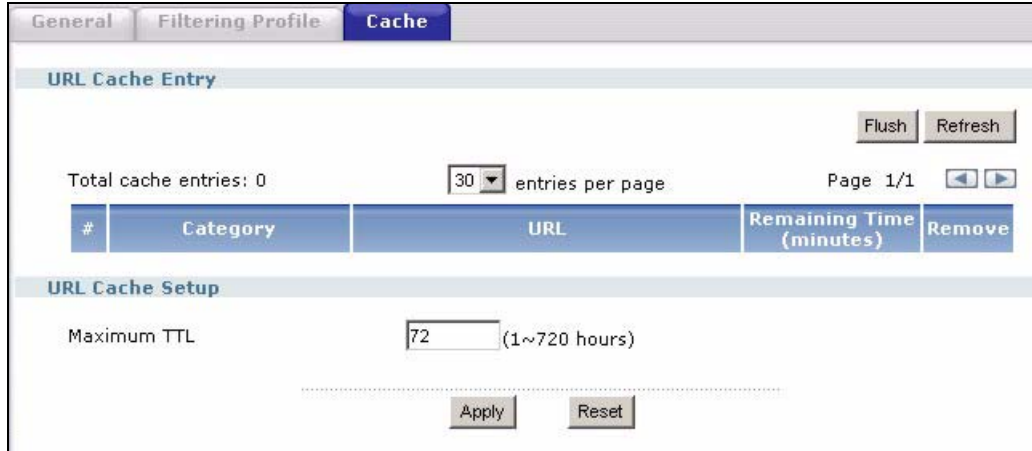 General Filtering Profile Cache
URL Cache Entry
Flush Refresh
Total cache entries: 0 30 entries per page Page 1/1
# Category URL Remaining Time (minutes) Remove
URL Cache Setup
Maximum TTL 72 (1~720 hours)
Apply Reset